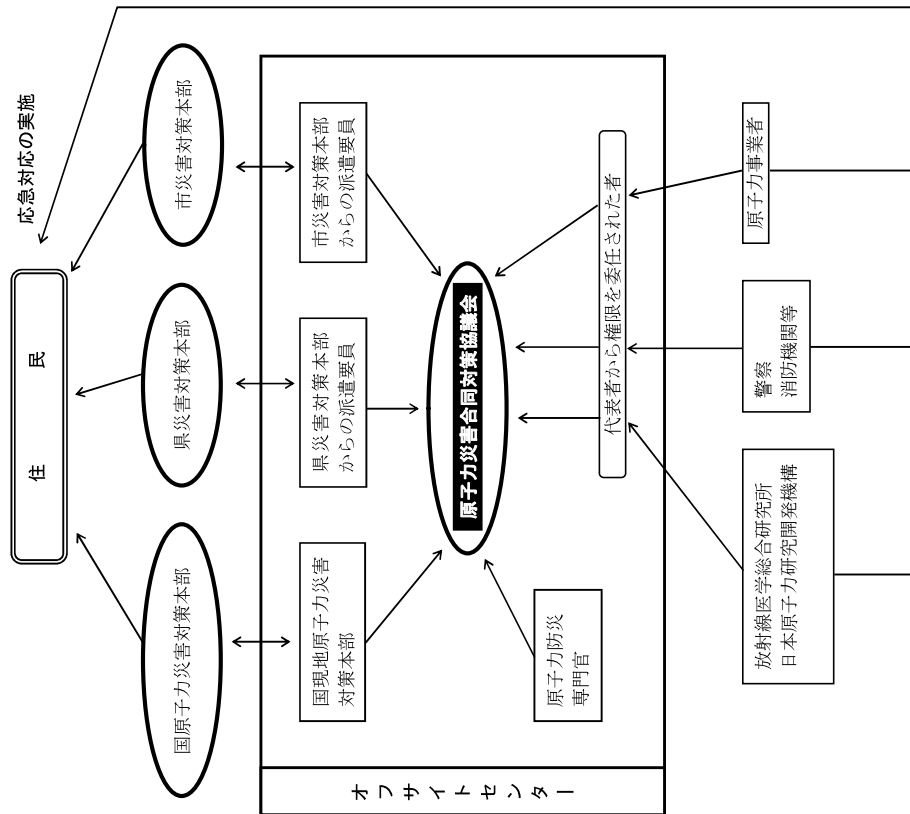 応急対応の実施
住民
国原子力災害対策本部
県災害対策本部
市災害対策本部
国現地原子力災害
対策本部
県災害対策本部
からの派遣要員
市災害対策本部
からの派遣要員
原子力災害合同対策協議会
原子力防災
専門官
代表者から権限を委任された者
オフサイトセンター
放射線医学総合研究所
日本原子力研究開発機構
警察
消防機関等
原子力事業者